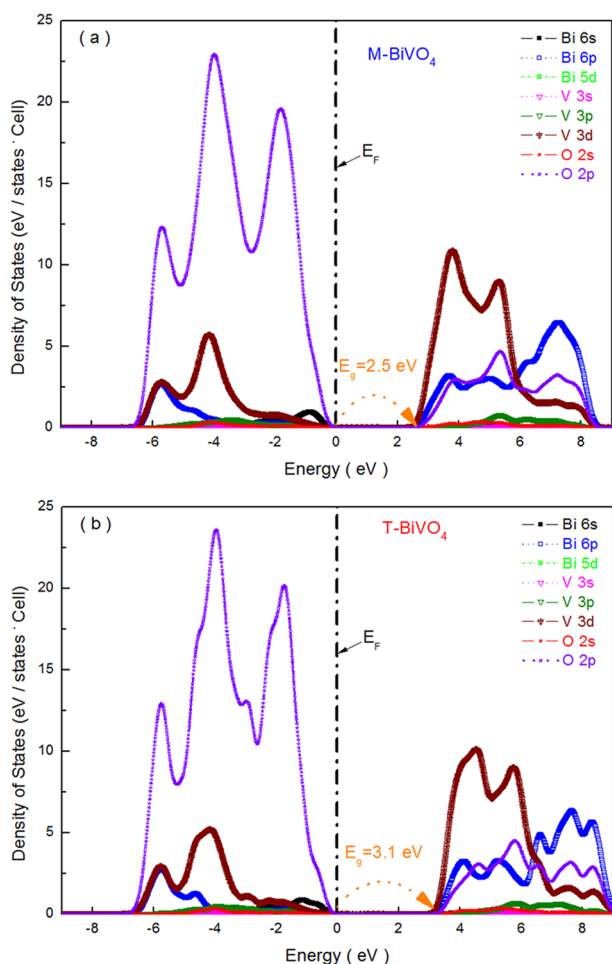 25
( a )
M-BiVO₄
Bi 6s
Bi 6p
Bi 5d
V 3s
V 3p
V 3d
O 2s
O 2p
20
E_F
15
10
E_g=2.5 eV
5
0
-8 -6 -4 -2 0 2 4 6 8
Energy ( eV )
Density of States (eV / states · Cell)
25
( b )
T-BiVO₄
Bi 6s
Bi 6p
Bi 5d
V 3s
V 3p
V 3d
O 2s
O 2p
20
E_F
15
10
E_g=3.1 eV
5
0
-8 -6 -4 -2 0 2 4 6 8
Energy ( eV )
Density of States (eV / states · Cell)